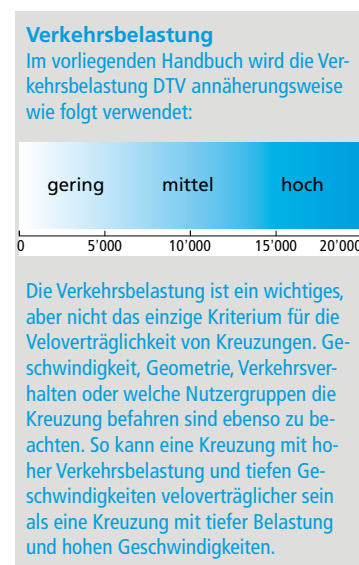 Verkehrsbelastung
Im vorliegenden Handbuch wird die Ver-
kehrsbelastung DTV annäherungsweise
wie folgt verwendet:
gering mittel hoch
0 5'000 10'000 15'000 20'000
Die Verkehrsbelastung ist ein wichtiges,
aber nicht das einzige Kriterium für die
Veloverträglichkeit von Kreuzungen. Ge-
schwindigkeit, Geometrie, Verkehrsver-
halten oder welche Nutzergruppen die
Kreuzung befahren sind ebenso zu be-
achten. So kann eine Kreuzung mit ho-
her Verkehrsbelastung und tiefen Ge-
schwindigkeiten veloverträglicher sein
als eine Kreuzung mit tiefer Belastung
und hohen Geschwindigkeiten.